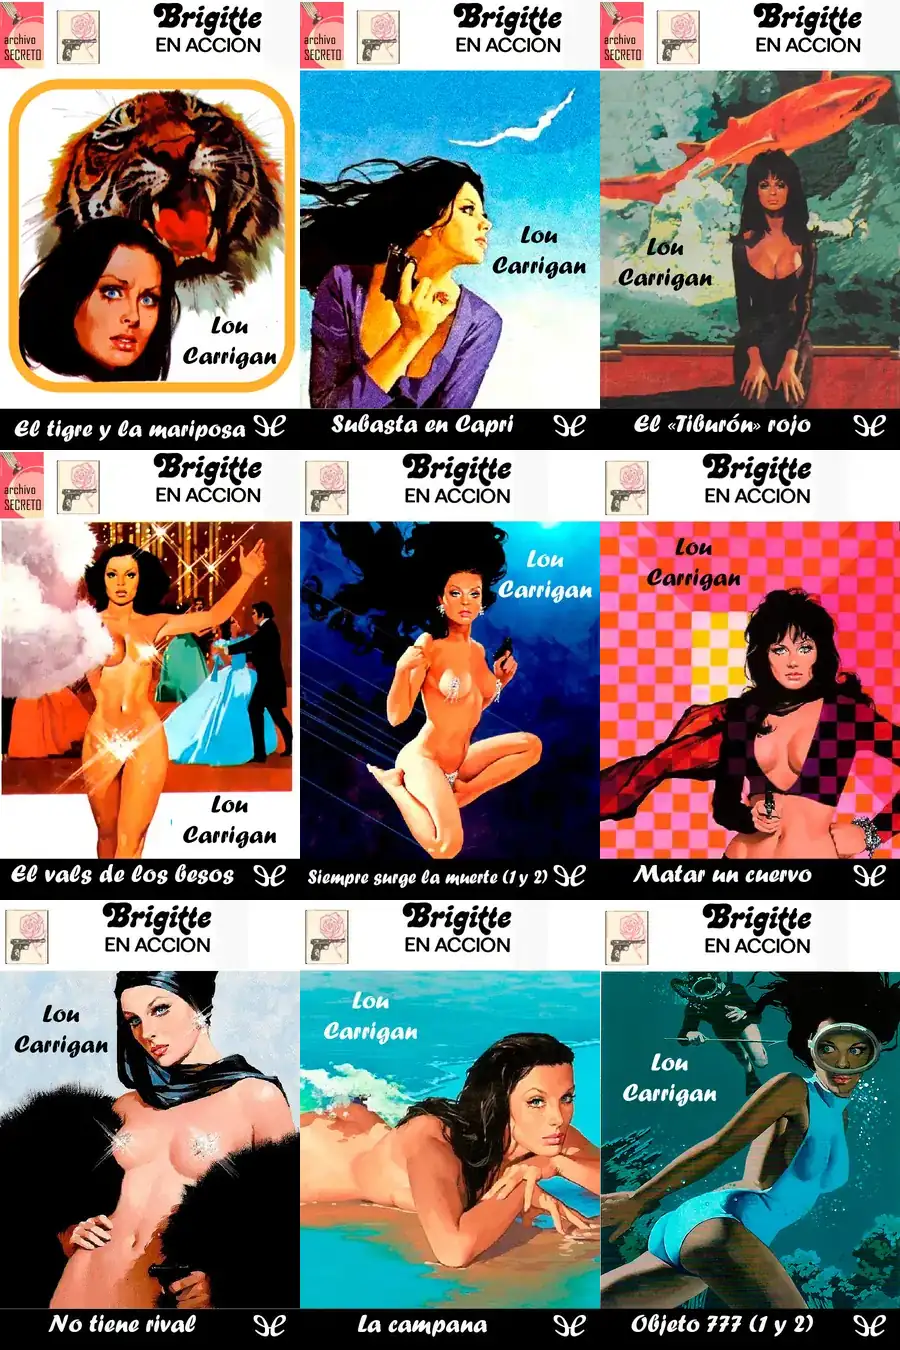 archivo
SECRETO
Brigitte
EN ACCION
Lou
Carrigan
El tigre y la mariposa
archivo
SECRETO
Brigitte
EN ACCION
Lou
Carrigan
Subasta en Capri
archivo
SECRETO
Brigitte
EN ACCION
Lou
Carrigan
El «Tiburón» rojo
archivo
SECRETO
Brigitte
EN ACCION
Lou
Carrigan
El vals de los besos
Brigitte
EN ACCION
Lou
Carrigan
Siempre surge la muerte (1 y 2)
Brigitte
EN ACCION
Lou
Carrigan
Matar un cuervo
Brigitte
EN ACCION
Lou
Carrigan
No tiene rival
Brigitte
EN ACCION
Lou
Carrigan
La campana
Brigitte
EN ACCION
Lou
Carrigan
Objeto 777 (1 y 2)